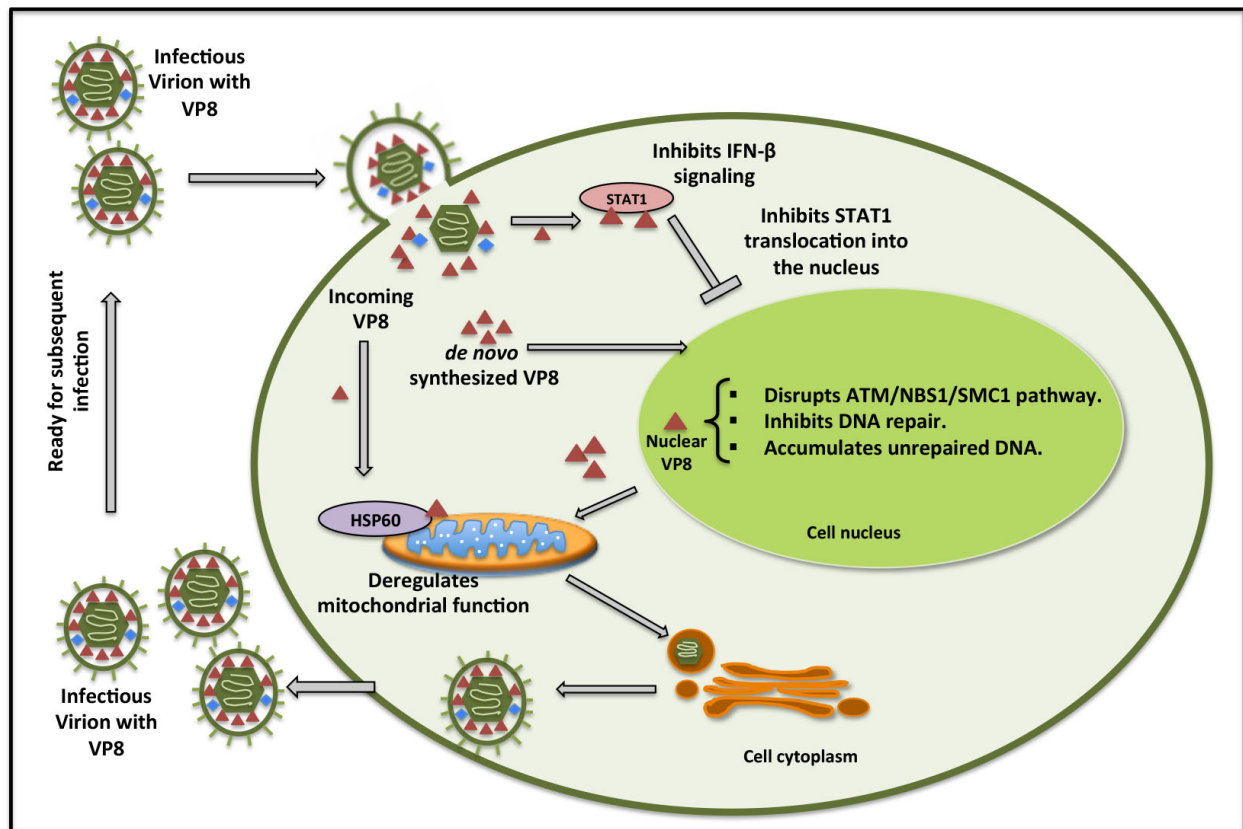 Infectious
Virion with
VP8
Inhibits IFN-β
signaling
STAT1
Inhibits STAT1
translocation into
the nucleus
Incoming
VP8
de novo
synthesized VP8
Ready for subsequent
infection
▪ Disrupts ATM/NBS1/SMC1 pathway.
▪ Inhibits DNA repair.
▪ Accumulates unrepaired DNA.
Nuclear
VP8
Cell nucleus
HSP60
Deregulates
mitochondrial function
Infectious
Virion with
VP8
Cell cytoplasm